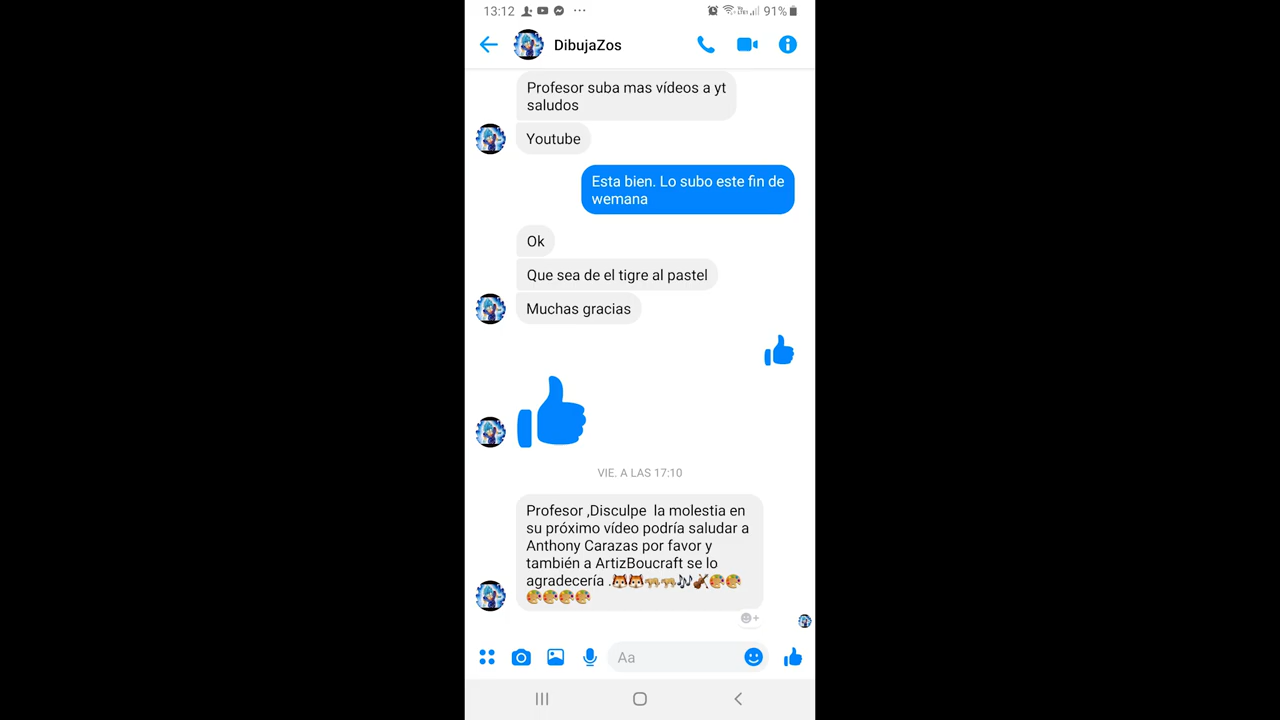 13:12
91%
DibujaZos
Profesor suba mas vídeos a yt
saludos
Youtube
Esta bien. Lo subo este fin de
wemana
Ok
Que sea de el tigre al pastel
Muchas gracias
VIE. A LAS 17:10
Profesor ,Disculpe  la molestia en
su próximo vídeo podría saludar a
Anthony Carazas por favor y
también a ArtizBoucraft se lo
agradecería .🐹🐹🐅🐅🎶🎻🎨🎨
🎨🎨🎨🎨
Aa